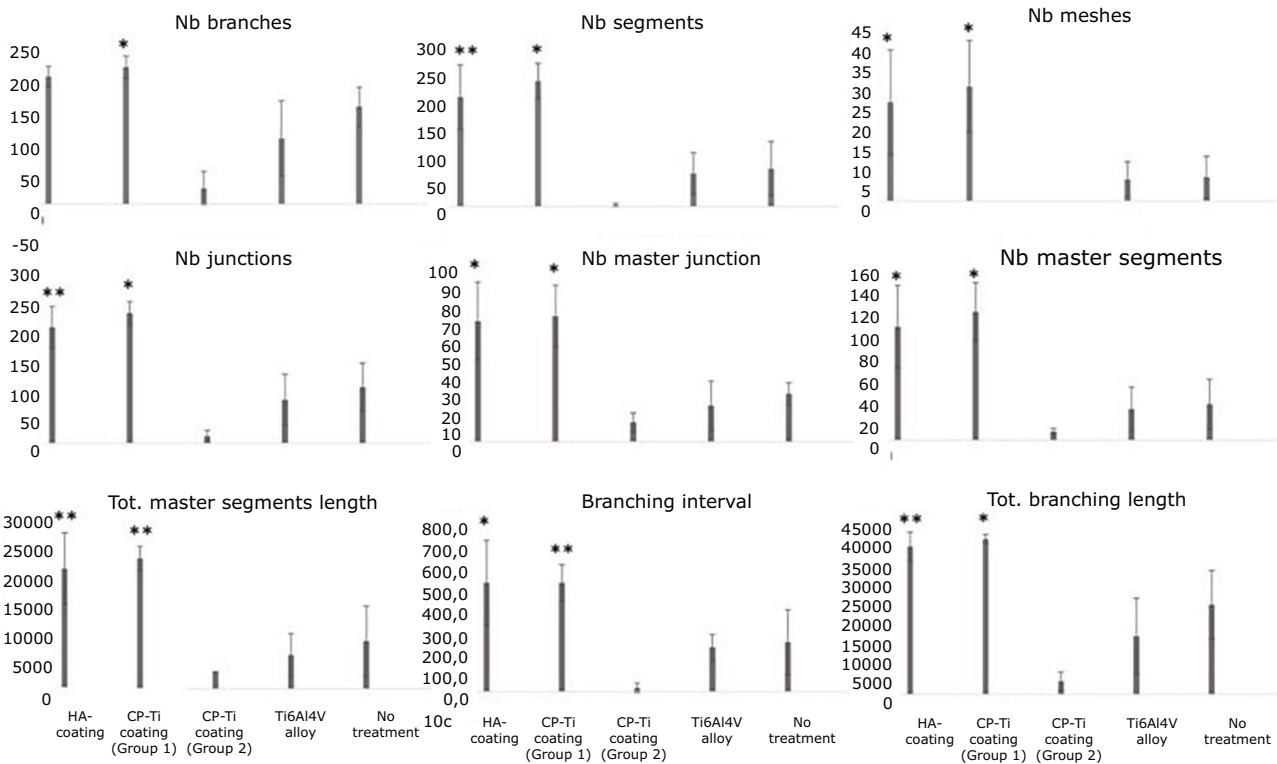 Nb branches
250
200
150
100
50
0
-50
*
Nb segments
300
250
200
150
100
50
0
**
*
Nb meshes
45
40
35
30
25
20
15
10
5
0
*
*
Nb junctions
300
250
200
150
100
50
0
**
*
Nb master junction
100
90
80
70
60
50
40
30
20
10
0
*
*
Nb master segments
160
140
120
100
80
60
40
20
0
*
*
Tot. master segments length
30000
25000
20000
15000
10000
5000
0
**
**
HA-
coating
CP-Ti
coating
(Group 1)
CP-Ti
coating
(Group 2)
Ti6Al4V
alloy
No
treatment
Branching interval
800,0
700,0
600,0
500,0
400,0
300,0
200,0
100,0
0,0
10c
*
**
HA-
coating
CP-Ti
coating
(Group 1)
CP-Ti
coating
(Group 2)
Ti6Al4V
alloy
No
treatment
Tot. branching length
45000
40000
35000
30000
25000
20000
15000
10000
5000
0
**
*
HA-
coating
CP-Ti
coating
(Group 1)
CP-Ti
coating
(Group 2)
Ti6Al4V
alloy
No
treatment